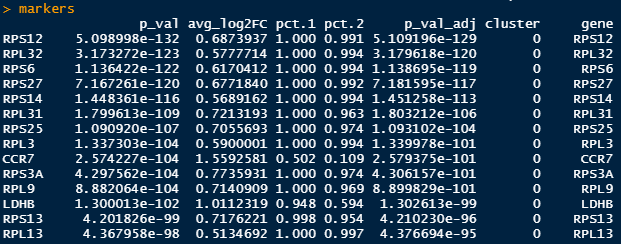 > markers
p_val avg_log2FC pct.1 pct.2 p_val_adj cluster gene
RPS12 5.098998e-132 0.6873937 1.000 0.991 5.109196e-129 0 RPS12
RPL32 3.173272e-123 0.5777714 1.000 0.994 3.179618e-120 0 RPL32
RPS6 1.136422e-122 0.6170412 1.000 0.994 1.138695e-119 0 RPS6
RPS27 7.167261e-120 0.6771840 1.000 0.992 7.181595e-117 0 RPS27
RPS14 1.448361e-116 0.5689162 1.000 0.994 1.451258e-113 0 RPS14
RPL31 1.799613e-109 0.7213193 1.000 0.963 1.803212e-106 0 RPL31
RPS25 1.090920e-107 0.7055693 1.000 0.974 1.093102e-104 0 RPS25
RPL3 1.337303e-104 0.5900001 1.000 0.994 1.339978e-101 0 RPL3
CCR7 2.574227e-104 1.5592581 0.502 0.109 2.579375e-101 0 CCR7
RPS3A 4.297562e-104 0.7735931 1.000 0.974 4.306157e-101 0 RPS3A
RPL9 8.882064e-104 0.7140909 1.000 0.969 8.899829e-101 0 RPL9
LDHB 1.300013e-102 1.0112319 0.948 0.594 1.302613e-99 0 LDHB
RPS13 4.201826e-99 0.7176221 0.998 0.954 4.210230e-96 0 RPS13
RPL13 4.367958e-98 0.5134692 1.000 0.997 4.376694e-95 0 RPL13